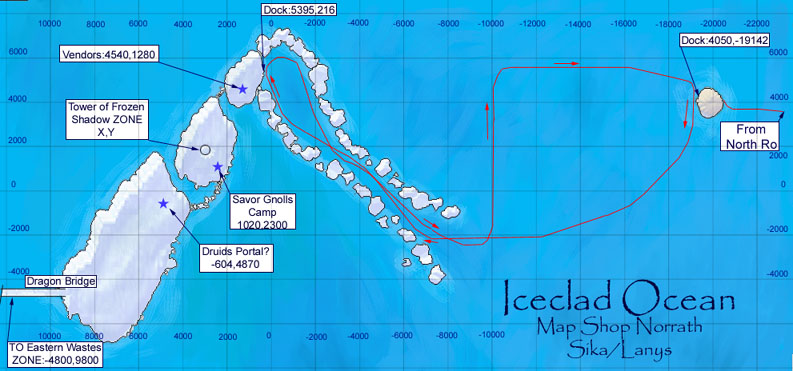 Dock:5395,216
10000
8000
6000
4000
2000
0
-2000
-4000
-6000
-8000
-10000
-12000
-14000
-16000
-18000
-20000
-22000
Dock:4050,-19142
6000
6000
Vendors:4540,1280
4000
4000
Tower of Frozen
Shadow ZONE
X,Y
From
North Ro
2000
2000
0
0
Savor Gnolls
Camp
1020,2300
-2000
-2000
Druids Portal?
-604,4870
-4000
-4000
Dragon Bridge
Iceclad Ocean
Map Shop Norrath
Sika/Lanys
10000
8000
6000
4000
2000
0
-2000
-4000
-6000
-8000
-10000
TO Eastern Wastes
ZONE:-4800,9800